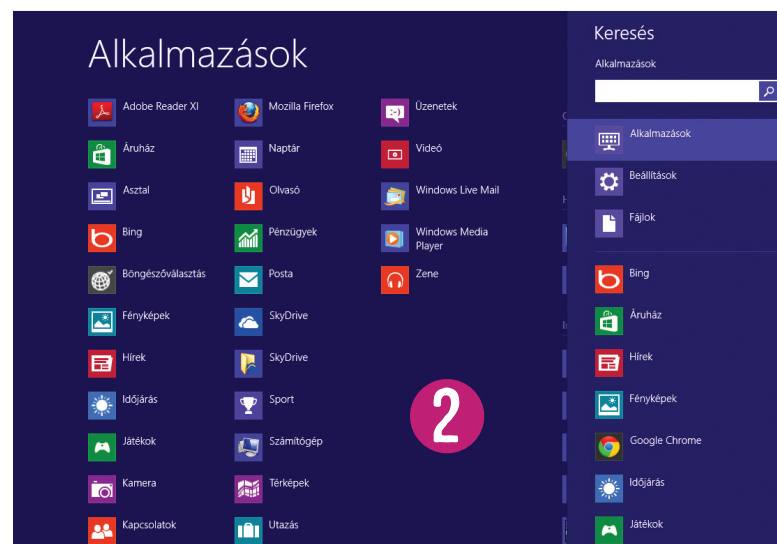 Alkalmazások
Adobe Reader XI
Áruház
Asztal
Bing
Böngészőválasztás
Fényképek
Hírek
Időjárás
Játékok
Kamera
Kapcsolatok
Mozilla Firefox
Naptár
Olvasó
Pénzügyek
Posta
SkyDrive
SkyDrive
Sport
Számítógép
Térképek
Utazás
Üzenetek
Videó
Windows Live Mail
Windows Media
Player
Zene
2
Keresés
Alkalmazások
Alkalmazások
Beállítások
Fájlok
Bing
Áruház
Hírek
Fényképek
Google Chrome
Időjárás
Játékok